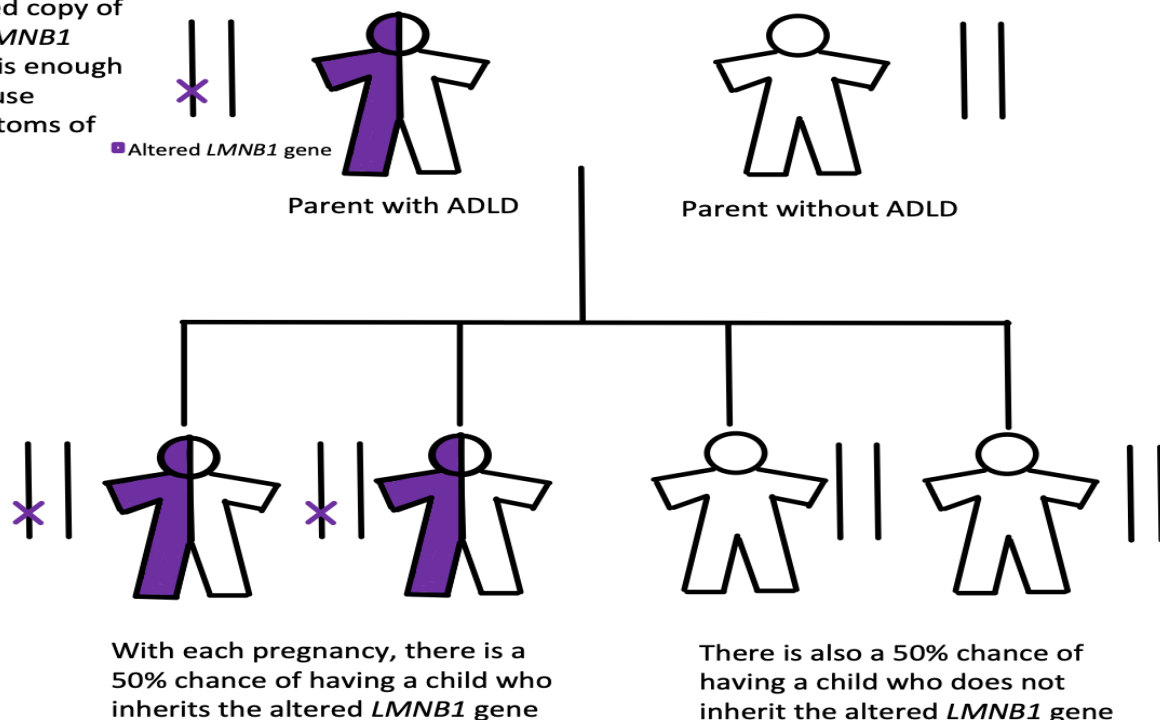 ed copy of
MNB1
is enough
use
toms of
Altered LMNB1 gene
Parent with ADLD
Parent without ADLD
With each pregnancy, there is a
50% chance of having a child who
inherits the altered LMNB1 gene
There is also a 50% chance of
having a child who does not
inherit the altered LMNB1 gene